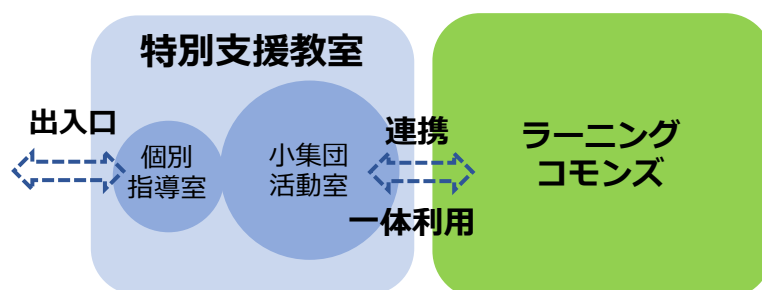 特別支援教室
出入口
個別
指導室
小集団
活動室
連携
一体利用
ラーニング
コモンズ